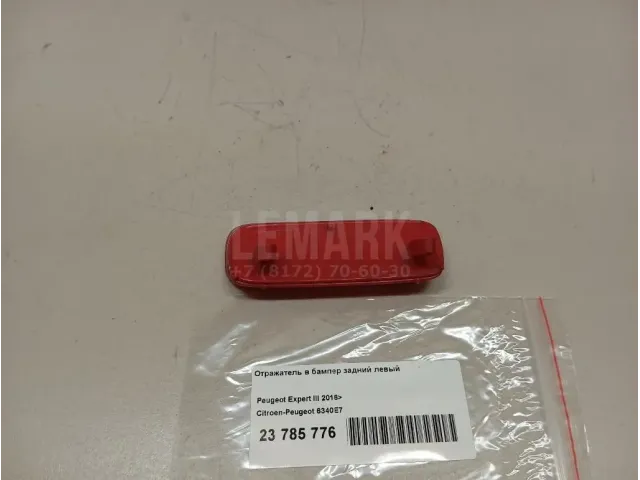 LEMARK
+7 (8172) 70-60-30
Отражатель в бампер задний левый
Peugeot Expert III 2016>
Citroen-Peugeot 6340E7
23 785 776